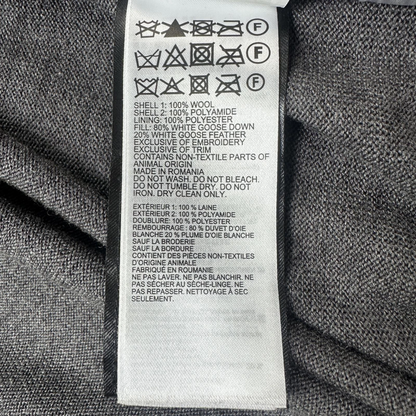 F
F
F
SHELL 1: 100% WOOL
SHELL 2: 100% POLYAMIDE
LINING: 100% POLYESTER
FILL: 80% WHITE GOOSE DOWN
20% WHITE GOOSE FEATHER
EXCLUSIVE OF EMBROIDERY
EXCLUSIVE OF TRIM
CONTAINS NON-TEXTILE PARTS OF
ANIMAL ORIGIN
MADE IN ROMANIA
DO NOT WASH. DO NOT BLEACH.
DO NOT TUMBLE DRY. DO NOT
IRON. DRY CLEAN ONLY.
EXTÉRIEUR 1: 100% LAINE
EXTÉRIEUR 2: 100% POLYAMIDE
DOUBLURE: 100% POLYESTER
REMBOURRAGE: 80 % DUVET D'OIE
BLANCHE 20 % PLUME D'OIE BLANCHE
SAUF LA BRODERIE
SAUF LA BORDURE
CONTIENT DES PIÈCES NON-TEXTILES
D'ORIGINE ANIMALE
FABRIQUÉ EN ROUMANIE
NE PAS LAVER. NE PAS BLANCHIR. NE
PAS SÉCHER AU SÈCHE-LINGE. NE
PAS REPASSER. NETTOYAGE À SEC
SEULEMENT.